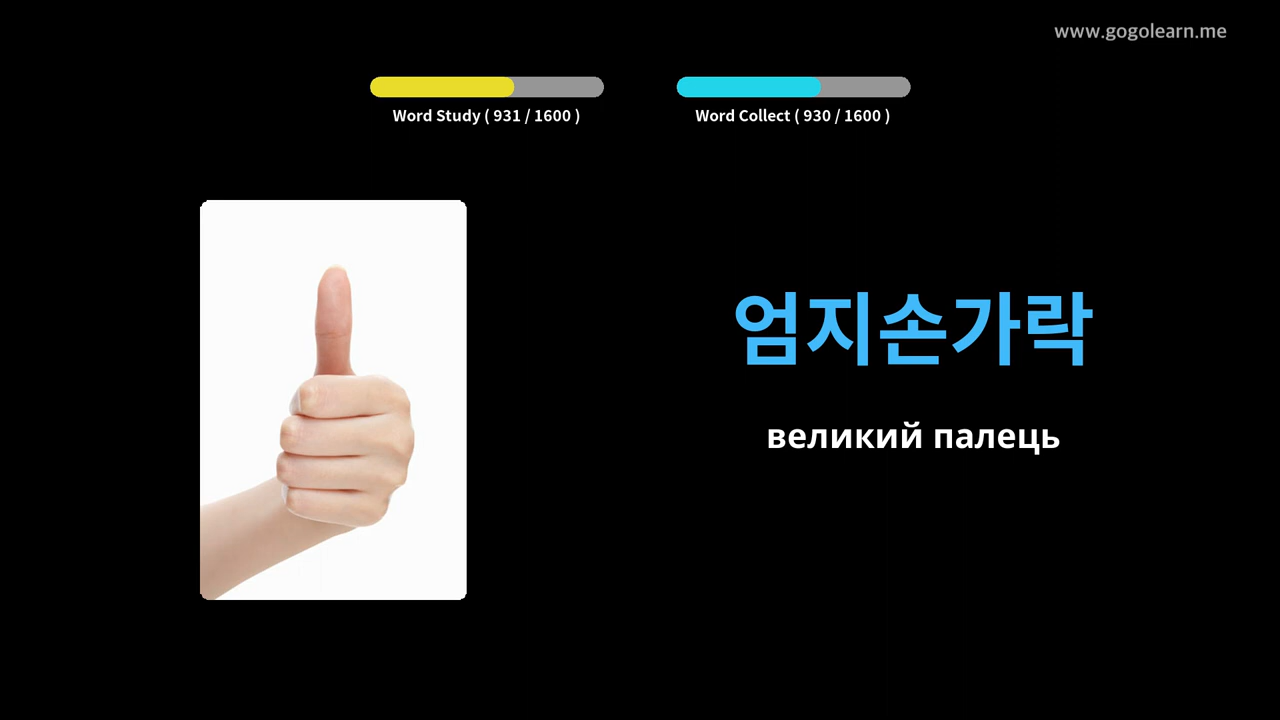 www.gogolearn.me
Word Study ( 931 / 1600 )
Word Collect ( 930 / 1600 )
엄지손가락
великий палець